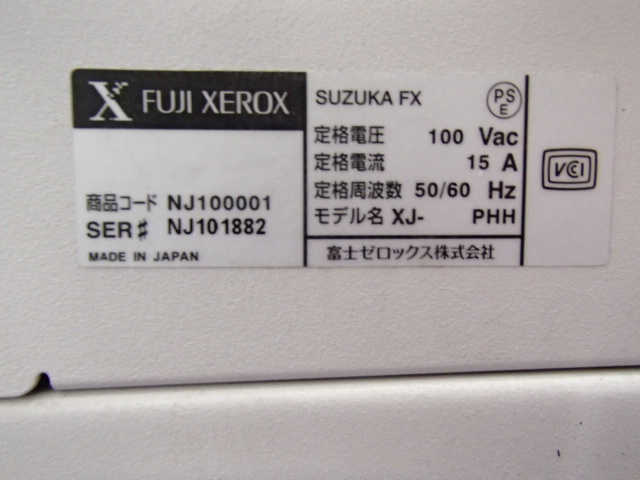 X FUJI XEROX
商品コード NJ100001
SER♯ NJ101882
MADE IN JAPAN
SUZUKA FX
PS
E
定格電圧 100 Vac
定格電流 15 A
定格周波数 50/60 Hz
モデル名 XJ- PHH
富士ゼロックス株式会社
VCI